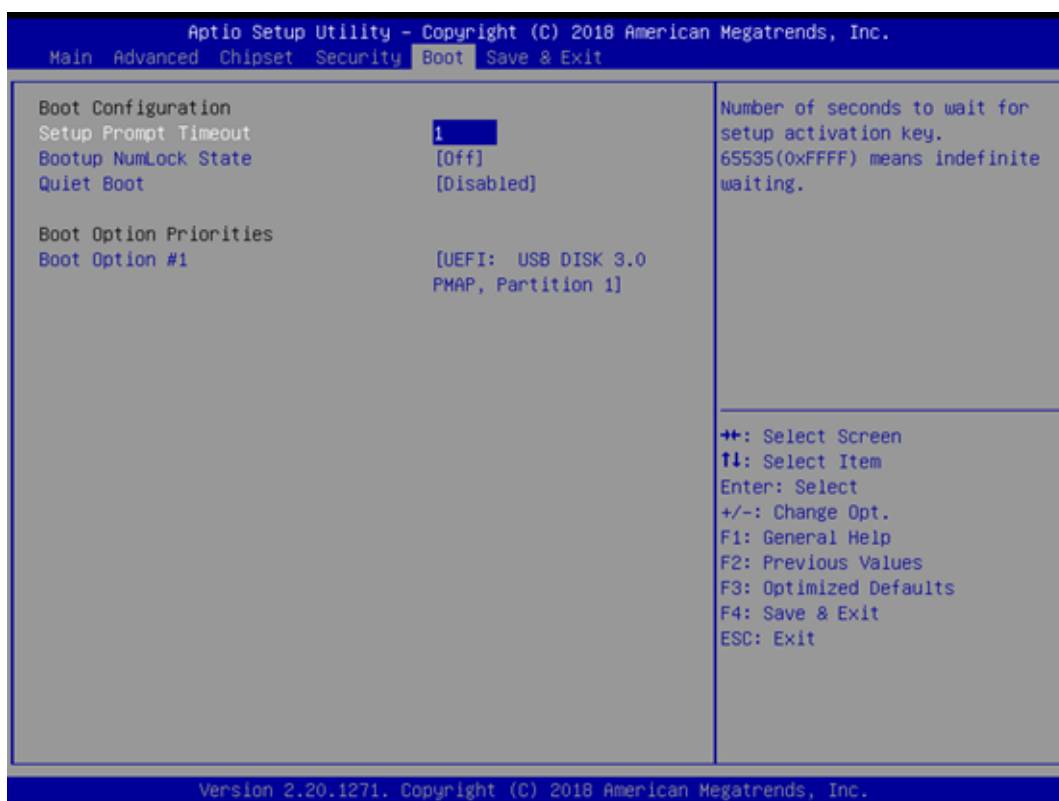 Aptio Setup Utility – Copyright (C) 2018 American Megatrends, Inc.
Main Advanced Chipset Security Boot Save & Exit
Boot Configuration
Setup Prompt Timeout 1
Bootup NumLock State [Off]
Quiet Boot [Disabled]
Boot Option Priorities
Boot Option #1 [UEFI: USB DISK 3.0
PMAP, Partition 1]
Number of seconds to wait for
setup activation key.
65535(0xFFFF) means indefinite
waiting.
→←: Select Screen
↑↓: Select Item
Enter: Select
+/-: Change Opt.
F1: General Help
F2: Previous Values
F3: Optimized Defaults
F4: Save & Exit
ESC: Exit
Version 2.20.1271. Copyright (C) 2018 American Megatrends, Inc.